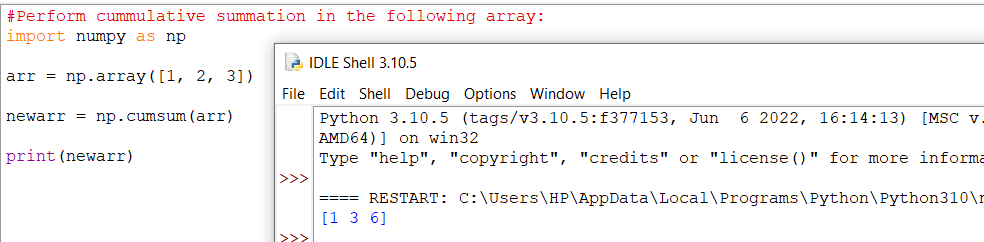 #Perform cummulative summation in the following array:
import numpy as np
arr = np.array([1, 2, 3])
newarr = np.cumsum(arr)
print(newarr)
IDLE Shell 3.10.5
File Edit Shell Debug Options Window Help
Python 3.10.5 (tags/v3.10.5:f377153, Jun  6 2022, 16:14:13) [MSC v.
AMD64)] on win32
Type "help", "copyright", "credits" or "license()" for more informa
>>>
==== RESTART: C:\Users\HP\AppData\Local\Programs\Python\Python310\
[1 3 6]
>>>